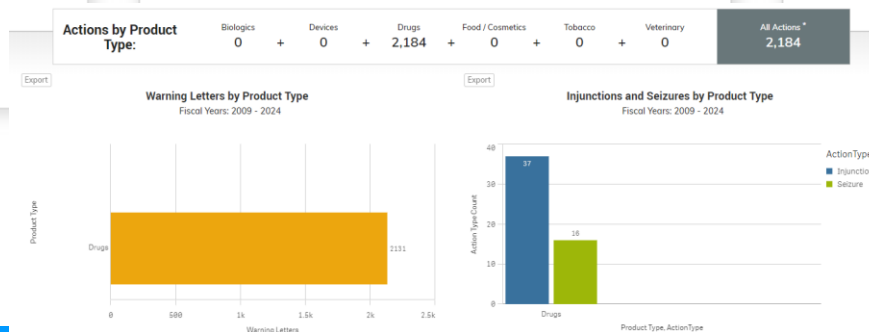 Actions by Product Type:
Biologics Devices Drugs Food / Cosmetics Tobacco Veterinary All Actions *
0 + 0 + 2,184 + 0 + 0 + 0 2,184
Export
Warning Letters by Product Type
Fiscal Years: 2009 - 2024
Product Type
Drugs
2131
0 500 1k 1.5k 2k 2.5k
Warning Letters
Export
Injunctions and Seizures by Product Type
Fiscal Years: 2009 - 2024
Action Type Count
40
30
20
10
0
37
16
Drugs
Product Type, ActionType
ActionType
Injunctio
Seizure